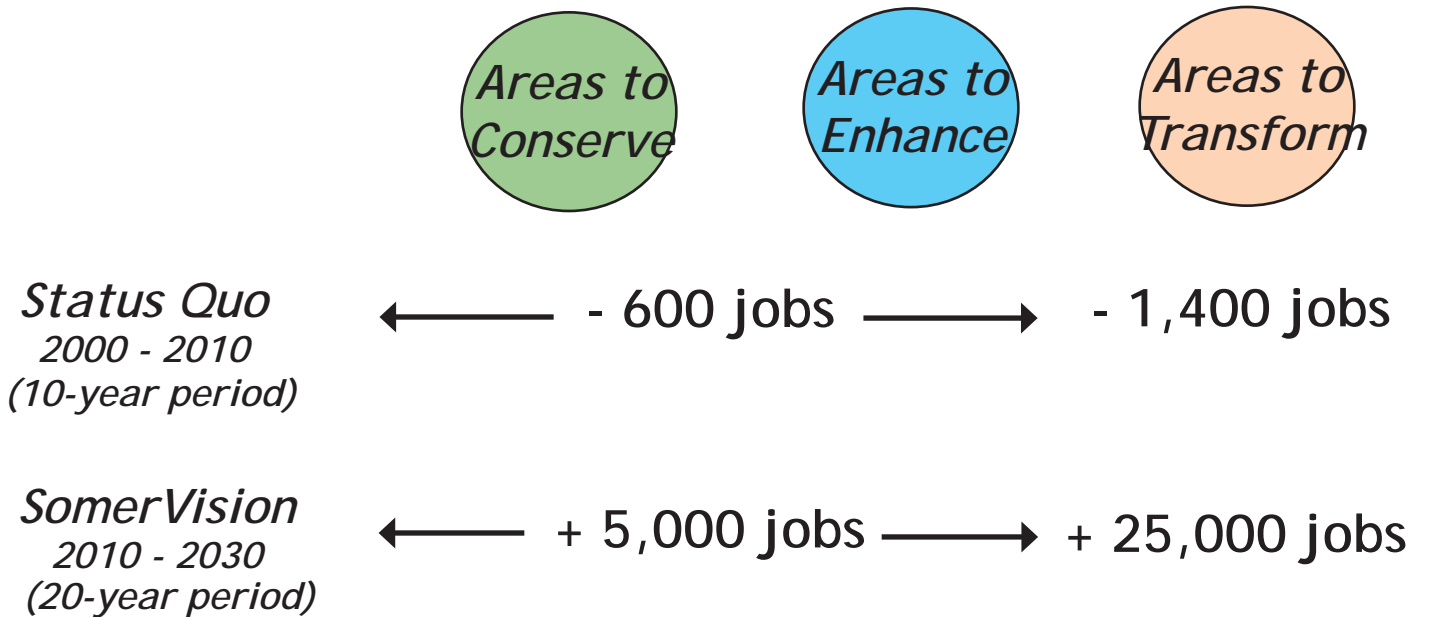 Areas to
Conserve
Areas to
Enhance
Areas to
Transform
Status Quo
2000 - 2010
(10-year period)
- 600 jobs
- 1,400 jobs
SomerVision
2010 - 2030
(20-year period)
+ 5,000 jobs
+ 25,000 jobs